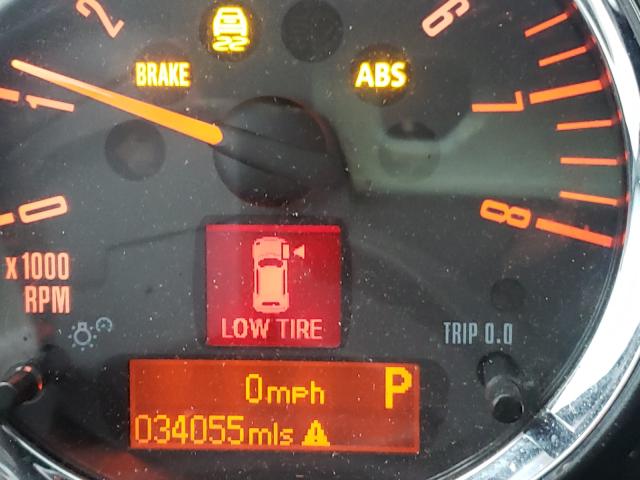 2
6
BRAKE
ABS
1
7
0
8
x1000
RPM
LOW TIRE
TRIP 0.0
0mph P
034055mls